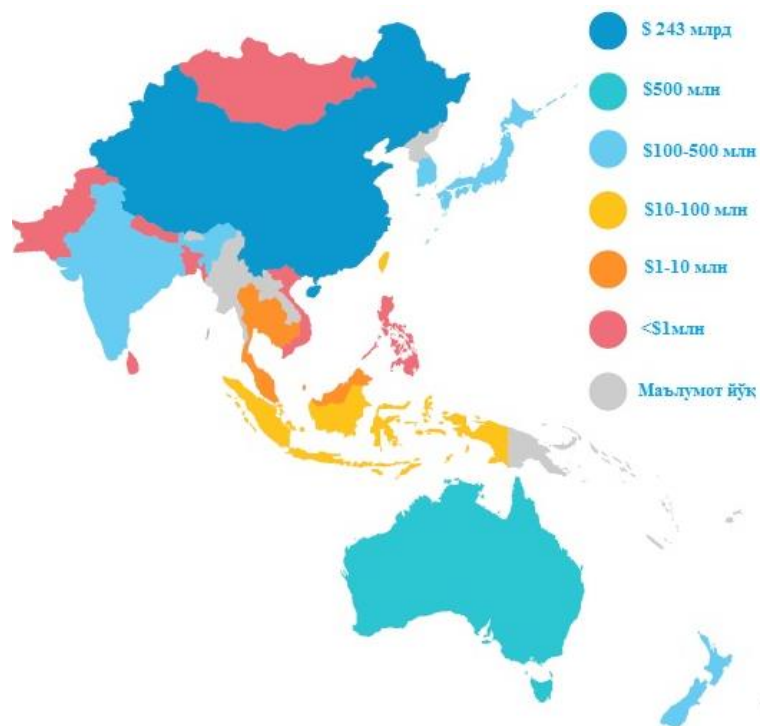 $ 243 млрд
$500 млн
$100-500 млн
$10-100 млн
$1-10 млн
<$1млн
Маълумот йўқ